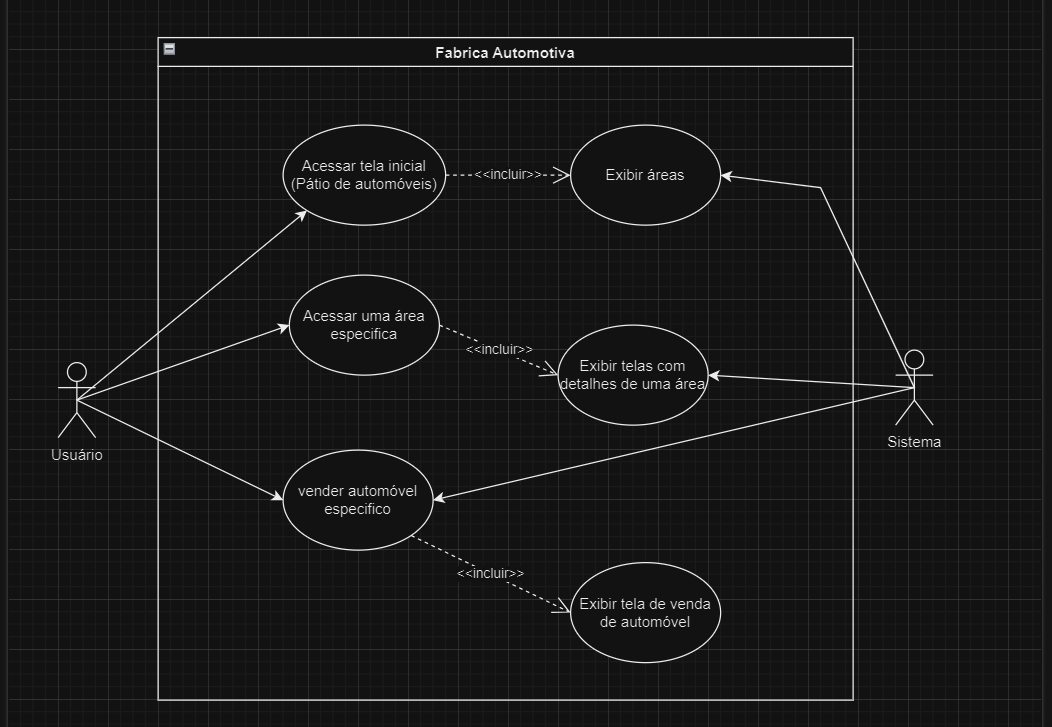 Fabrica Automotiva
Acessar tela inicial
(Pátio de automóveis)
<<incluir>>
Exibir áreas
Acessar uma área
especifica
<<incluir>>
Exibir telas com
detalhes de uma área
Usuário
Sistema
vender automóvel
especifico
<<incluir>>
Exibir tela de venda
de automóvel